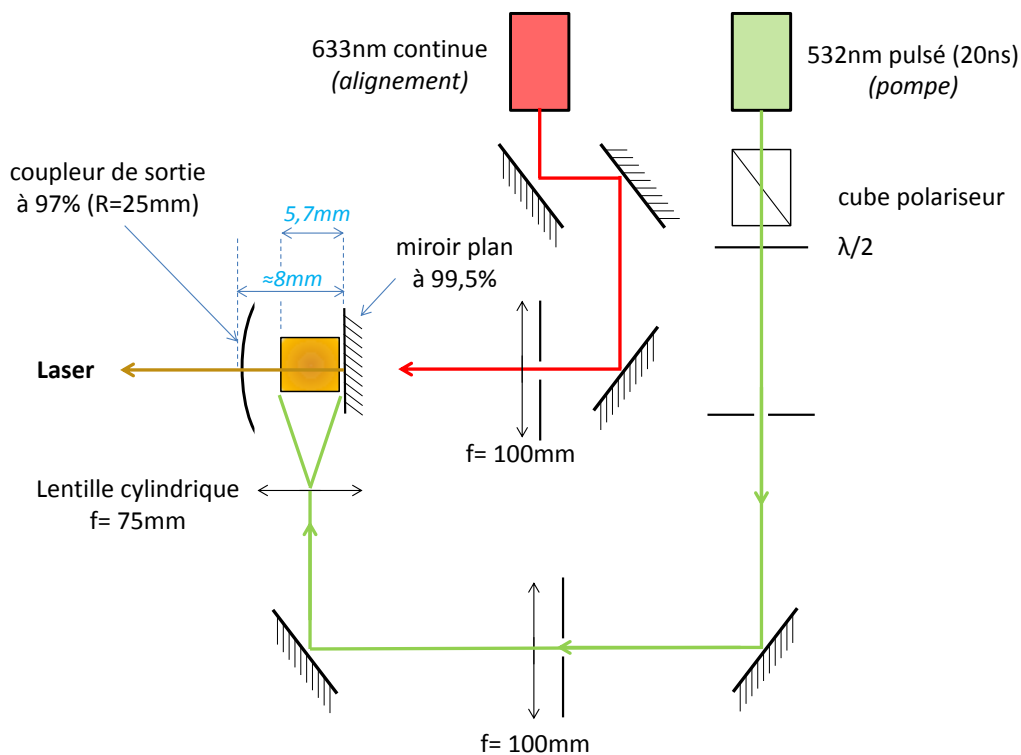 633nm continue
(alignement)
532nm pulsé (20ns)
(pompe)
coupleur de sortie
à 97% (R=25mm)
5,7mm
≈8mm
miroir plan
à 99,5%
cube polariseur
λ/2
Laser
f= 100mm
Lentille cylindrique
f= 75mm
f= 100mm